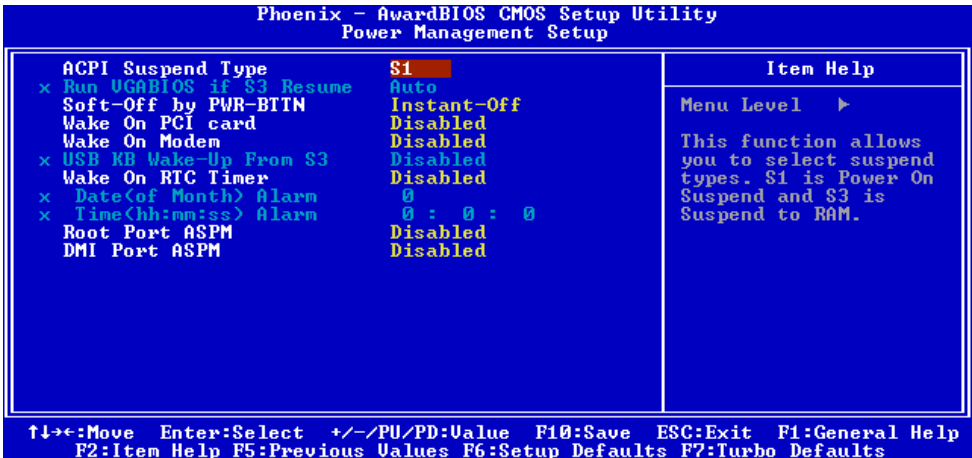 Phoenix - AwardBIOS CMOS Setup Utility
Power Management Setup
ACPI Suspend Type S1
x Run VGABIOS if S3 Resume Auto
Soft-Off by PWR-BTTN Instant-Off
Wake On PCI card Disabled
Wake On Modem Disabled
x USB KB Wake-Up From S3 Disabled
Wake On RTC Timer Disabled
x Date(of Month) Alarm 0
x Time(hh:mm:ss) Alarm 0 : 0 : 0
Root Port ASPM Disabled
DMI Port ASPM Disabled
Item Help
Menu Level ▶
This function allows
you to select suspend
types. S1 is Power On
Suspend and S3 is
Suspend to RAM.
↑↓→←:Move Enter:Select +/-/PU/PD:Value F10:Save ESC:Exit F1:General Help
F2:Item Help F5:Previous Values F6:Setup Defaults F7:Turbo Defaults